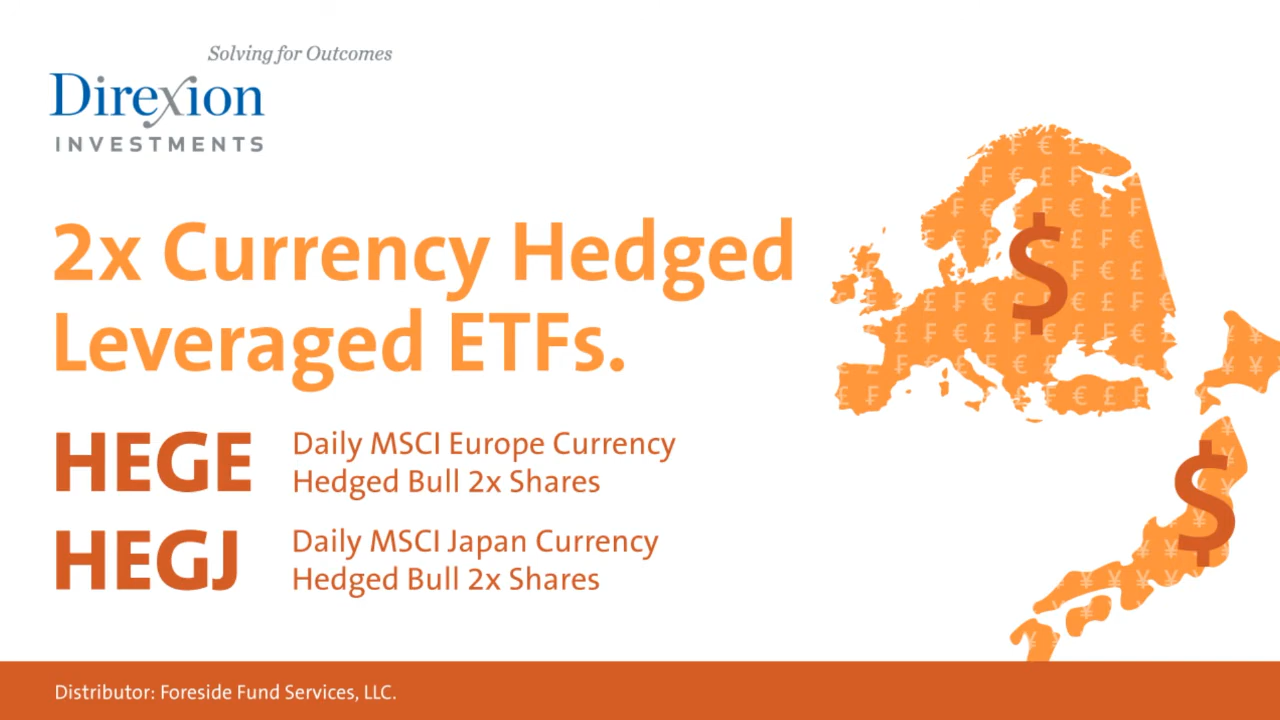 Solving for Outcomes
Direxion
INVESTMENTS
2x Currency Hedged
Leveraged ETFs.
HEGE
Daily MSCI Europe Currency
Hedged Bull 2x Shares
HEGJ
Daily MSCI Japan Currency
Hedged Bull 2x Shares
$
$
Distributor: Foreside Fund Services, LLC.